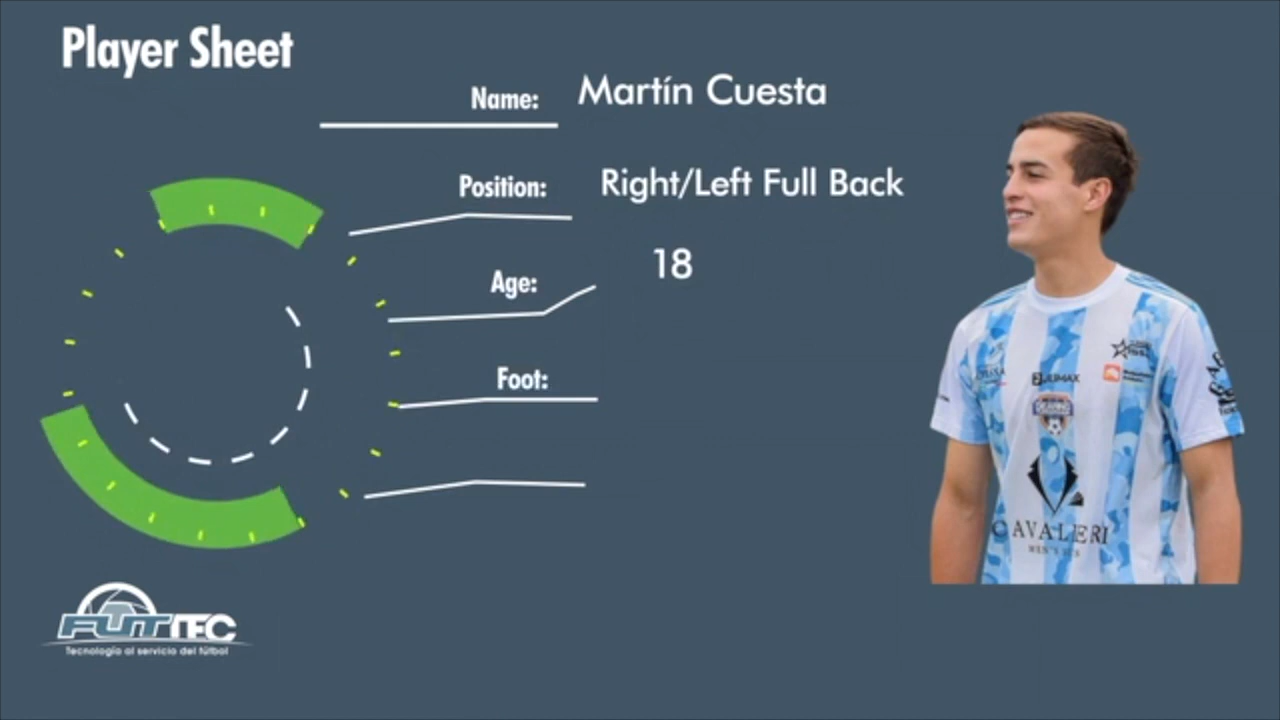 Player Sheet
Name: Martín Cuesta
Position: Right/Left Full Back
Age: 18
Foot:
CAVALIERI
FUTTEC
Tecnología al servicio del fútbol